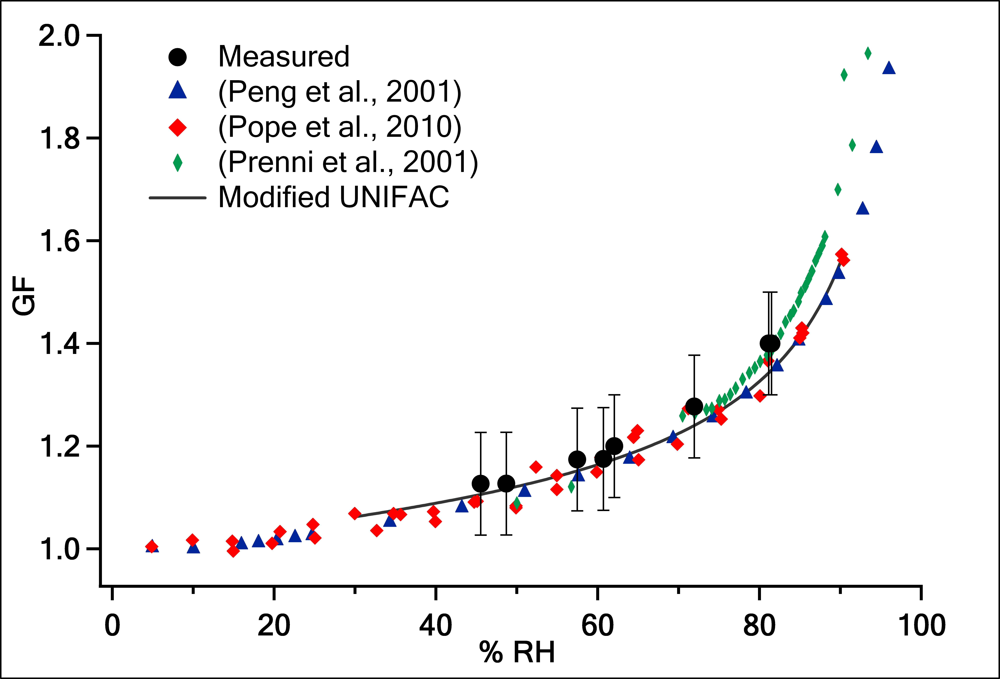 2.0
1.8
1.6
1.4
1.2
1.0
GF
Measured
(Peng et al., 2001)
(Pope et al., 2010)
(Prenni et al., 2001)
Modified UNIFAC
0 20 40 60 80 100
% RH